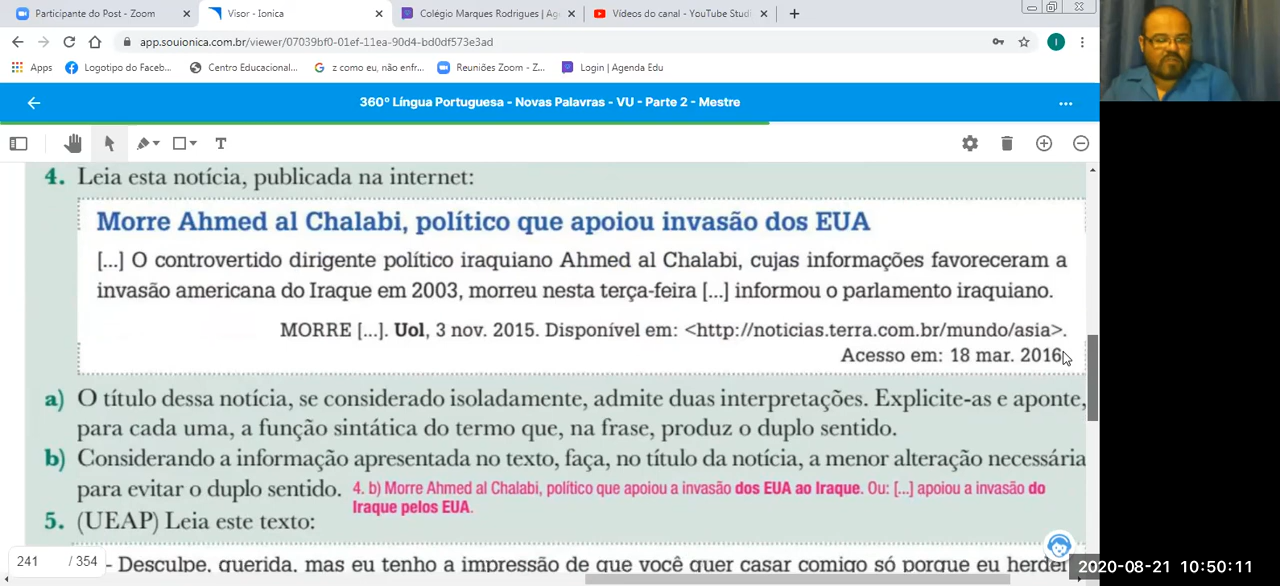 Participante do Post - Zoom
Visor - Ionica
Colégio Marques Rodrigues | Ag
Vídeos do canal - YouTube Studi
app.souionica.com.br/viewer/07039bf0-01ef-11ea-90d4-bd0df573e3ad
I
Apps
Logotipo do Faceb...
Centro Educacional...
z como eu, não enfr...
Reuniões Zoom - Z...
Login | Agenda Edu
360° Língua Portuguesa - Novas Palavras - VU - Parte 2 - Mestre
T
4. Leia esta notícia, publicada na internet:
Morre Ahmed al Chalabi, político que apoiou invasão dos EUA
[...] O controvertido dirigente político iraquiano Ahmed al Chalabi, cujas informações favoreceram a
invasão americana do Iraque em 2003, morreu nesta terça-feira [...] informou o parlamento iraquiano.
MORRE [...]. Uol, 3 nov. 2015. Disponível em: <http://noticias.terra.com.br/mundo/asia>.
Acesso em: 18 mar. 2016.
a) O título dessa notícia, se considerado isoladamente, admite duas interpretações. Explicite-as e aponte,
para cada uma, a função sintática do termo que, na frase, produz o duplo sentido.
b) Considerando a informação apresentada no texto, faça, no título da notícia, a menor alteração necessária
para evitar o duplo sentido. 4. b) Morre Ahmed al Chalabi, político que apoiou a invasão dos EUA ao Iraque. Ou: [...] apoiou a invasão do
Iraque pelos EUA.
5. (UEAP) Leia este texto:
241 / 354
- Desculpe, querida, mas eu tenho a impressão de que você quer casar comigo só porque eu herdei
2020-08-21 10:50:11